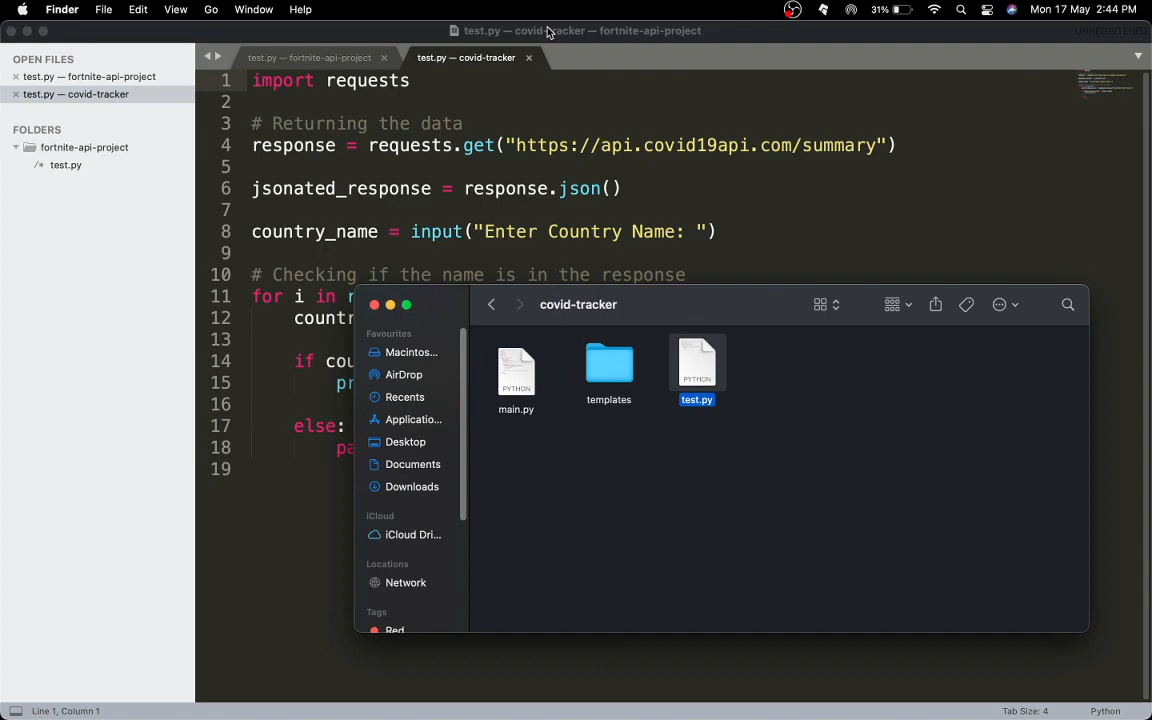 Finder File Edit View Go Window Help 31% Mon 17 May 2:44 PM
test.py — covid-tracker — fortnite-api-project
UNREGISTERED
OPEN FILES
test.py — fortnite-api-project
test.py — covid-tracker
FOLDERS
fortnite-api-project
/* test.py
test.py — fortnite-api-project
test.py — covid-tracker
1 import requests
2
3 # Returning the data
4 response = requests.get("https://api.covid19api.com/summary")
5
6 jsonated_response = response.json()
7
8 country_name = input("Enter Country Name: ")
9
10 # Checking if the name is in the response
11 for i in
12 countr
13
14 if cou
15 pr
16
17 else:
18 pa
19
covid-tracker
Favourites
Macintos...
AirDrop
Recents
Applicatio...
Desktop
Documents
Downloads
iCloud
iCloud Dri...
Locations
Network
Tags
Red
PYTHON
main.py
templates
PYTHON
test.py
Line 1, Column 1
Tab Size: 4
Python